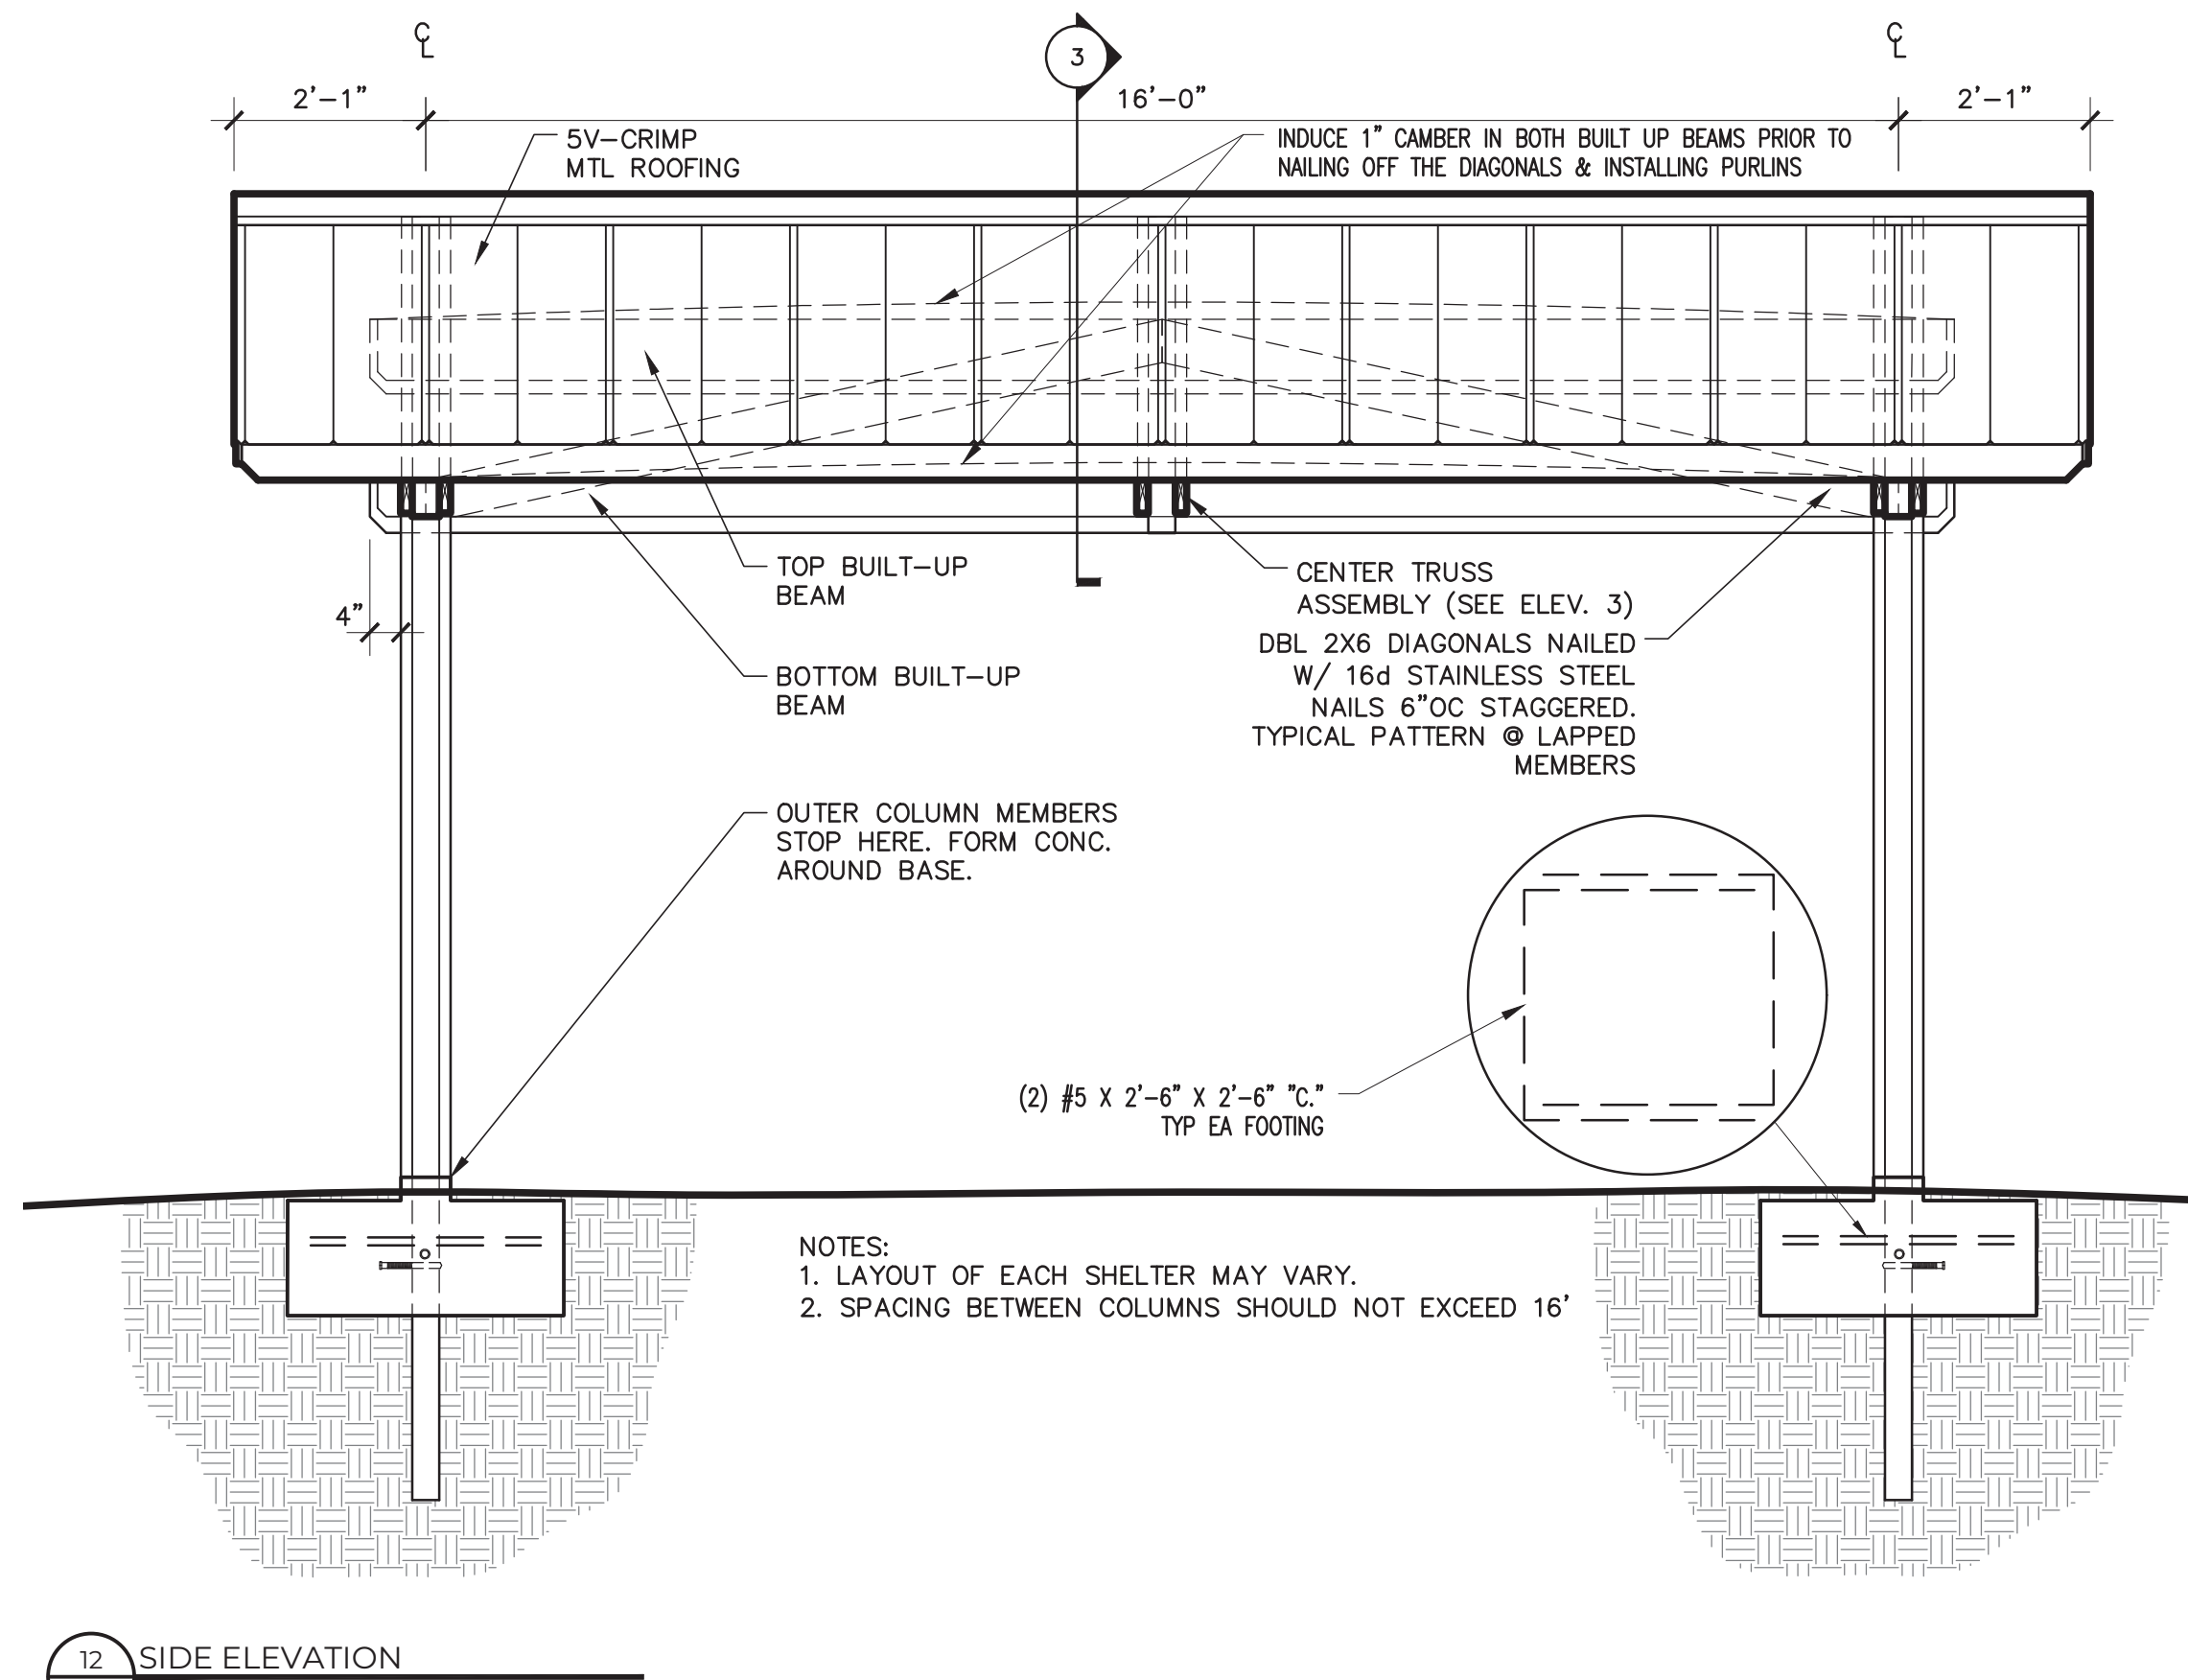 ℄ ℄
3
2'-1" 16'-0" 2'-1"
5V-CRIMP
MTL ROOFING
INDUCE 1" CAMBER IN BOTH BUILT UP BEAMS PRIOR TO
NAILING OFF THE DIAGONALS & INSTALLING PURLINS
TOP BUILT-UP
BEAM
CENTER TRUSS
ASSEMBLY (SEE ELEV. 3)
4"
DBL 2X6 DIAGONALS NAILED
W/ 16d STAINLESS STEEL
NAILS 6"OC STAGGERED.
TYPICAL PATTERN @ LAPPED
MEMBERS
BOTTOM BUILT-UP
BEAM
OUTER COLUMN MEMBERS
STOP HERE. FORM CONC.
AROUND BASE.
(2) #5 X 2'-6" X 2'-6" "C."
TYP EA FOOTING
NOTES:
1. LAYOUT OF EACH SHELTER MAY VARY.
2. SPACING BETWEEN COLUMNS SHOULD NOT EXCEED 16'
12 SIDE ELEVATION